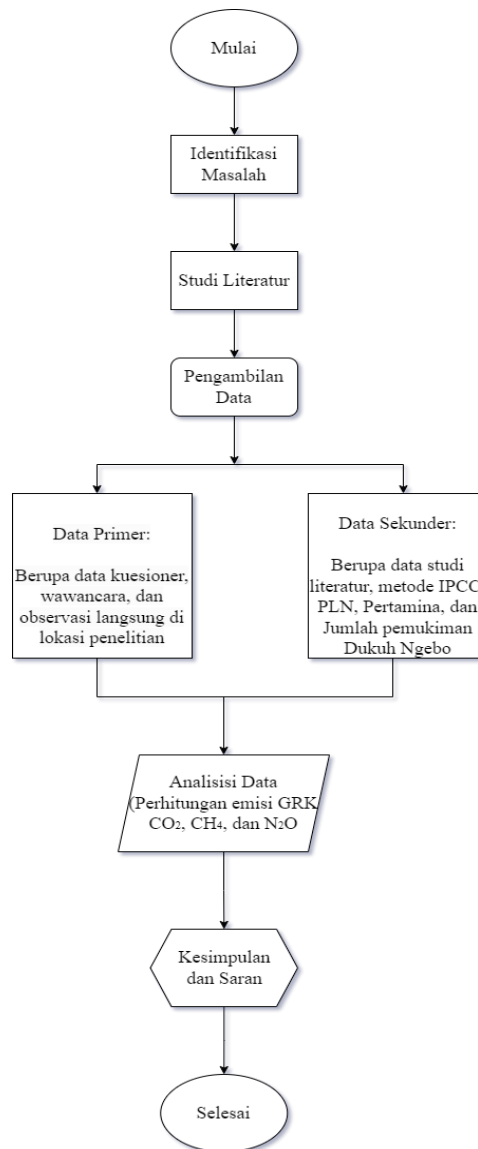 Mulai
Identifikasi
Masalah
Studi Literatur
Pengambilan
Data
Data Primer:
Berupa data kuesioner,
wawancara, dan
observasi langsung di
lokasi penelitian
Data Sekunder:
Berupa data studi
literatur, metode IPCC,
PLN, Pertamina, dan
Jumlah pemukiman
Dukuh Ngebo
Analisisi Data
(Perhitungan emisi GRK
CO₂, CH₄, dan N₂O
Kesimpulan
dan Saran
Selesai